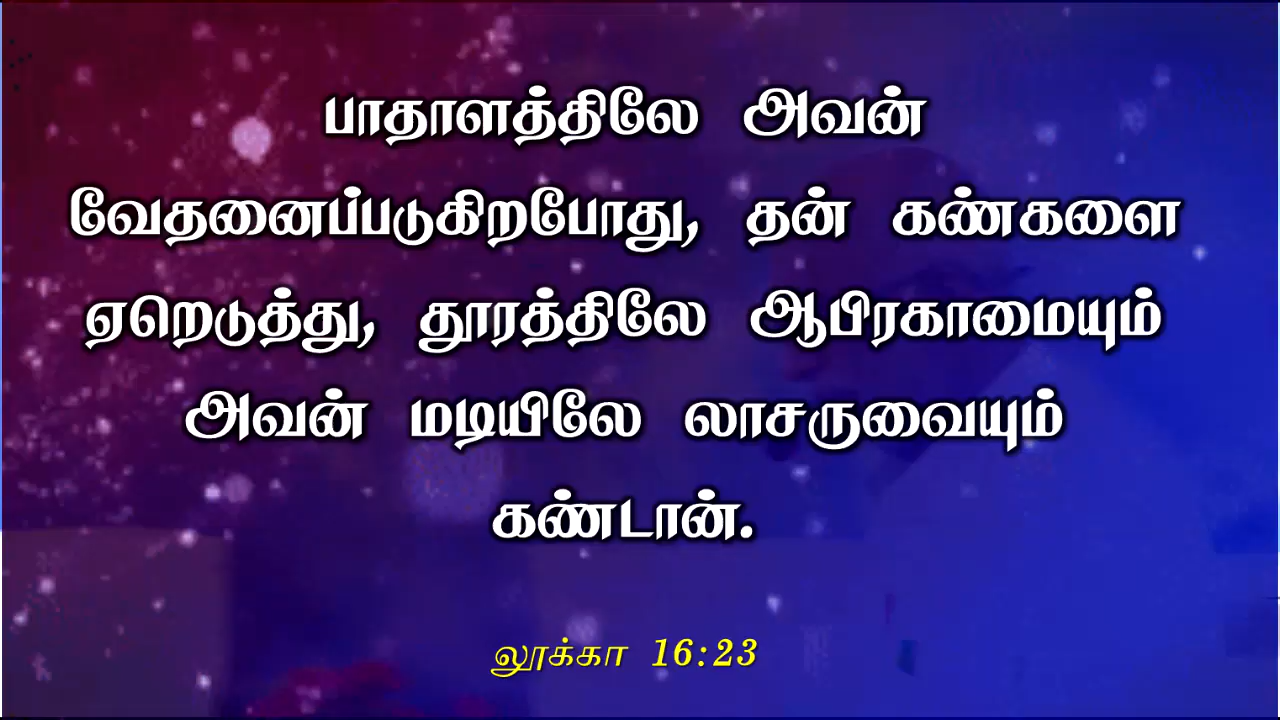 பாதாளத்திலே அவன்
வேதனைப்படுகிறபோது, தன் கண்களை
ஏறெடுத்து, தூரத்திலே ஆபிரகாமையும்
அவன் மடியிலே லாசருவையும்
கண்டான்.
லூக்கா 16:23